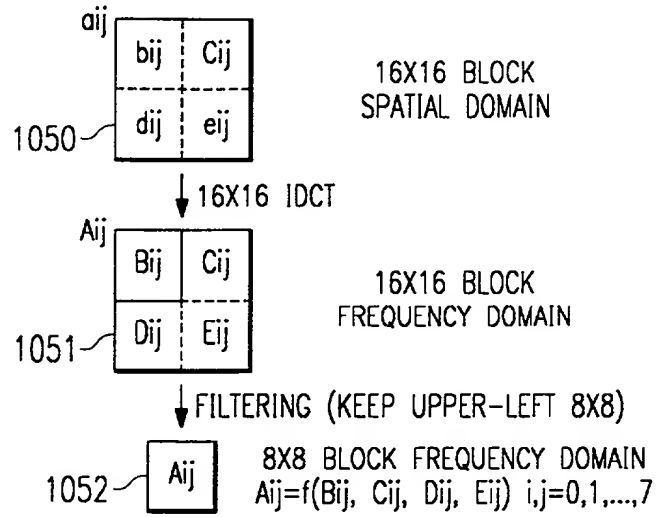 aij
bij Cij
16X16 BLOCK
SPATIAL DOMAIN
dij eij
1050
16X16 IDCT
Aij
Bij Cij
16X16 BLOCK
FREQUENCY DOMAIN
Dij Eij
1051
FILTERING (KEEP UPPER-LEFT 8X8)
8X8 BLOCK FREQUENCY DOMAIN
1052
Aij
Aij=f(Bij, Cij, Dij, Eij) i,j=0,1,...,7